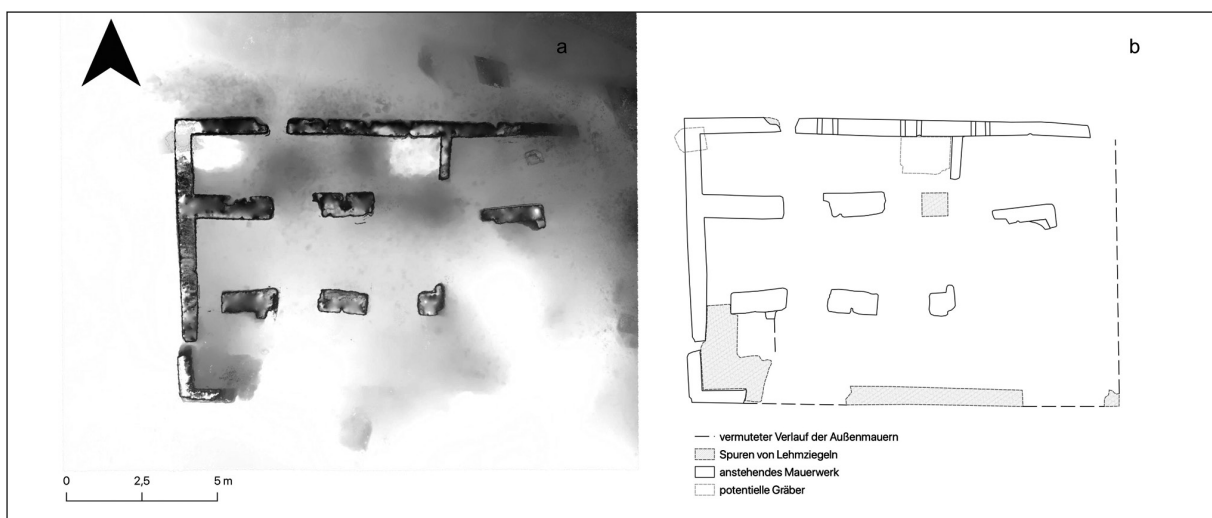 a
b
vermuteter Verlauf der Außenmauern
Spuren von Lehmziegeln
anstehendes Mauerwerk
potentielle Gräber
0 2,5 5 m